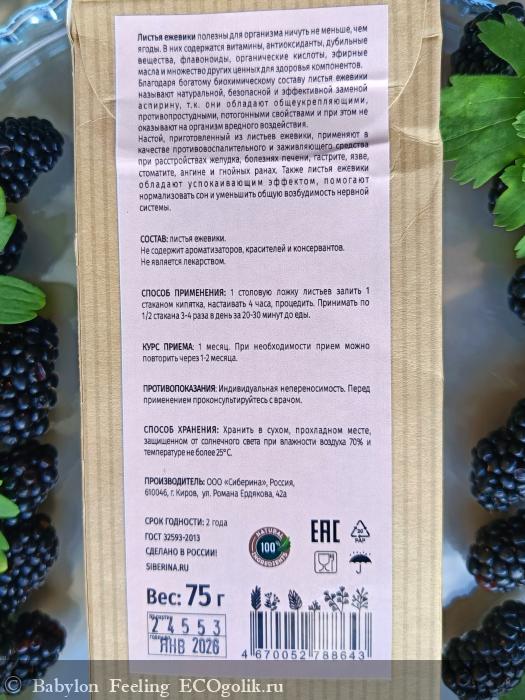 Листья ежевики полезны для организма ничуть не меньше, чем
ягоды. В них содержатся витамины, антиоксиданты, дубильные
вещества, флавоноиды, органические кислоты, эфирные
масла и множество других ценных для здоровья компонентов.
Благодаря богатому биохимическому составу листья ежевики
называют натуральной, безопасной и эффективной заменой
аспирину, т.к. они обладают общеукрепляющими,
противопростудными, потогонными свойствами и при этом не
оказывают на организм вредного воздействия.
Настой, приготовленный из листьев ежевики, применяют в
качестве противовоспалительного и заживляющего средства
при расстройствах желудка, болезнях печени, гастрите, язве,
стоматите, ангине и гнойных ранах. Также листья ежевики
обладают успокаивающим эффектом, помогают
нормализовать сон и уменьшить общую возбудимость нервной
системы.
СОСТАВ: листья ежевики.
Не содержит ароматизаторов, красителей и консервантов.
Не является лекарством.
СПОСОБ ПРИМЕНЕНИЯ: 1 столовую ложку листьев залить 1
стаканом кипятка, настаивать 4 часа, процедить. Принимать по
1/2 стакана 3-4 раза в день за 20-30 минут до еды.
КУРС ПРИЕМА: 1 месяц. При необходимости прием можно
повторить через 1-2 месяца.
ПРОТИВОПОКАЗАНИЯ: Индивидуальная непереносимость. Перед
применением проконсультируйтесь с врачом.
СПОСОБ ХРАНЕНИЯ: Хранить в сухом, прохладном месте,
защищенном от солнечного света при влажности воздуха 70% и
температуре не более 25°С.
ПРОИЗВОДИТЕЛЬ: ООО «Сиберина», Россия,
610046, г. Киров, ул. Романа Ердякова, 42а
СРОК ГОДНОСТИ: 2 года
ГОСТ 32593-2013
СДЕЛАНО В РОССИИ!
SIBERINA.RU
NATURAL
100%
INGREDIENTS
EAC
PAP
Вес: 75 г
24553
ЯНВ 2026
4 670052 788643
Babylon_Feeling ECOgolik.ru